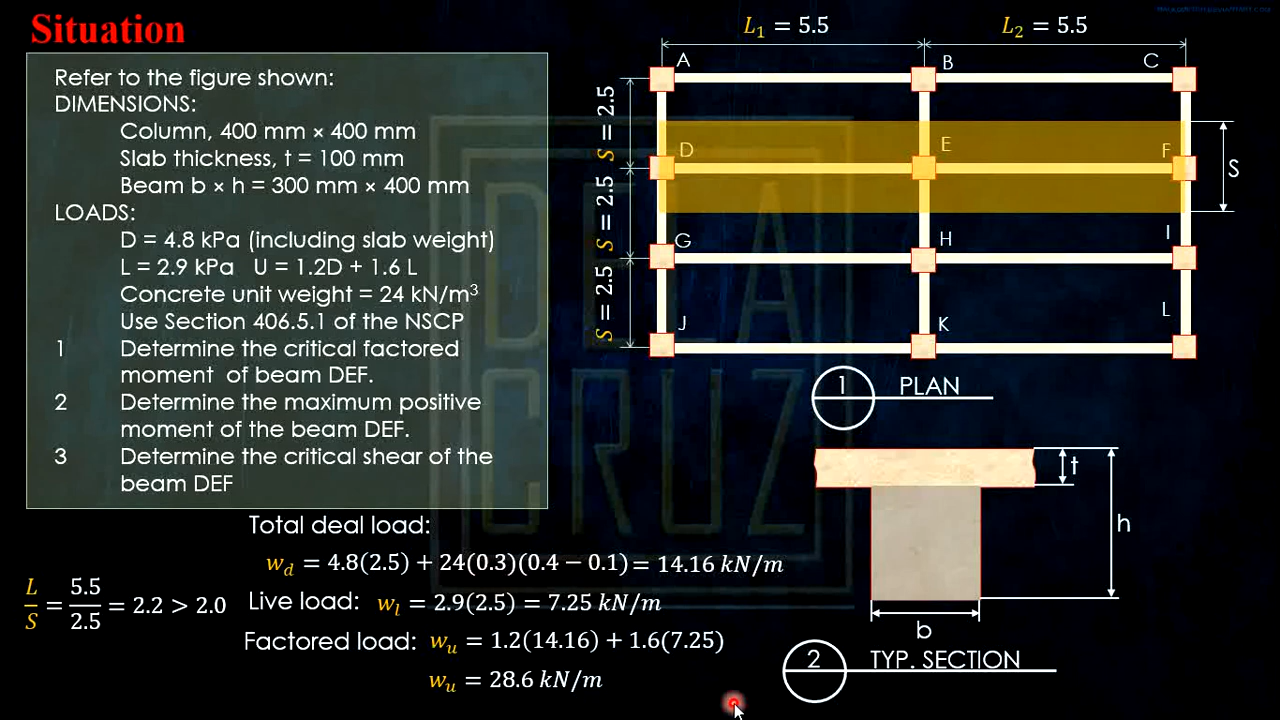 Situation
Refer to the figure shown:
DIMENSIONS:
Column, 400 mm × 400 mm
Slab thickness, t = 100 mm
Beam b × h = 300 mm × 400 mm
LOADS:
D = 4.8 kPa (including slab weight)
L = 2.9 kPa U = 1.2D + 1.6 L
Concrete unit weight = 24 kN/m³
Use Section 406.5.1 of the NSCP
1 Determine the critical factored
moment of beam DEF.
2 Determine the maximum positive
moment of the beam DEF.
3 Determine the critical shear of the
beam DEF
Total deal load:
w_d = 4.8(2.5) + 24(0.3)(0.4 − 0.1) = 14.16 kN/m
L/S = 5.5/2.5 = 2.2 > 2.0
Live load: w_l = 2.9(2.5) = 7.25 kN/m
Factored load: w_u = 1.2(14.16) + 1.6(7.25)
w_u = 28.6 kN/m
L₁ = 5.5
L₂ = 5.5
A
B
C
S = 2.5
D
E
F
S
S = 2.5
G
H
I
S = 2.5
J
K
L
1 PLAN
t
h
b
2 TYP. SECTION
DELA
CRUZ